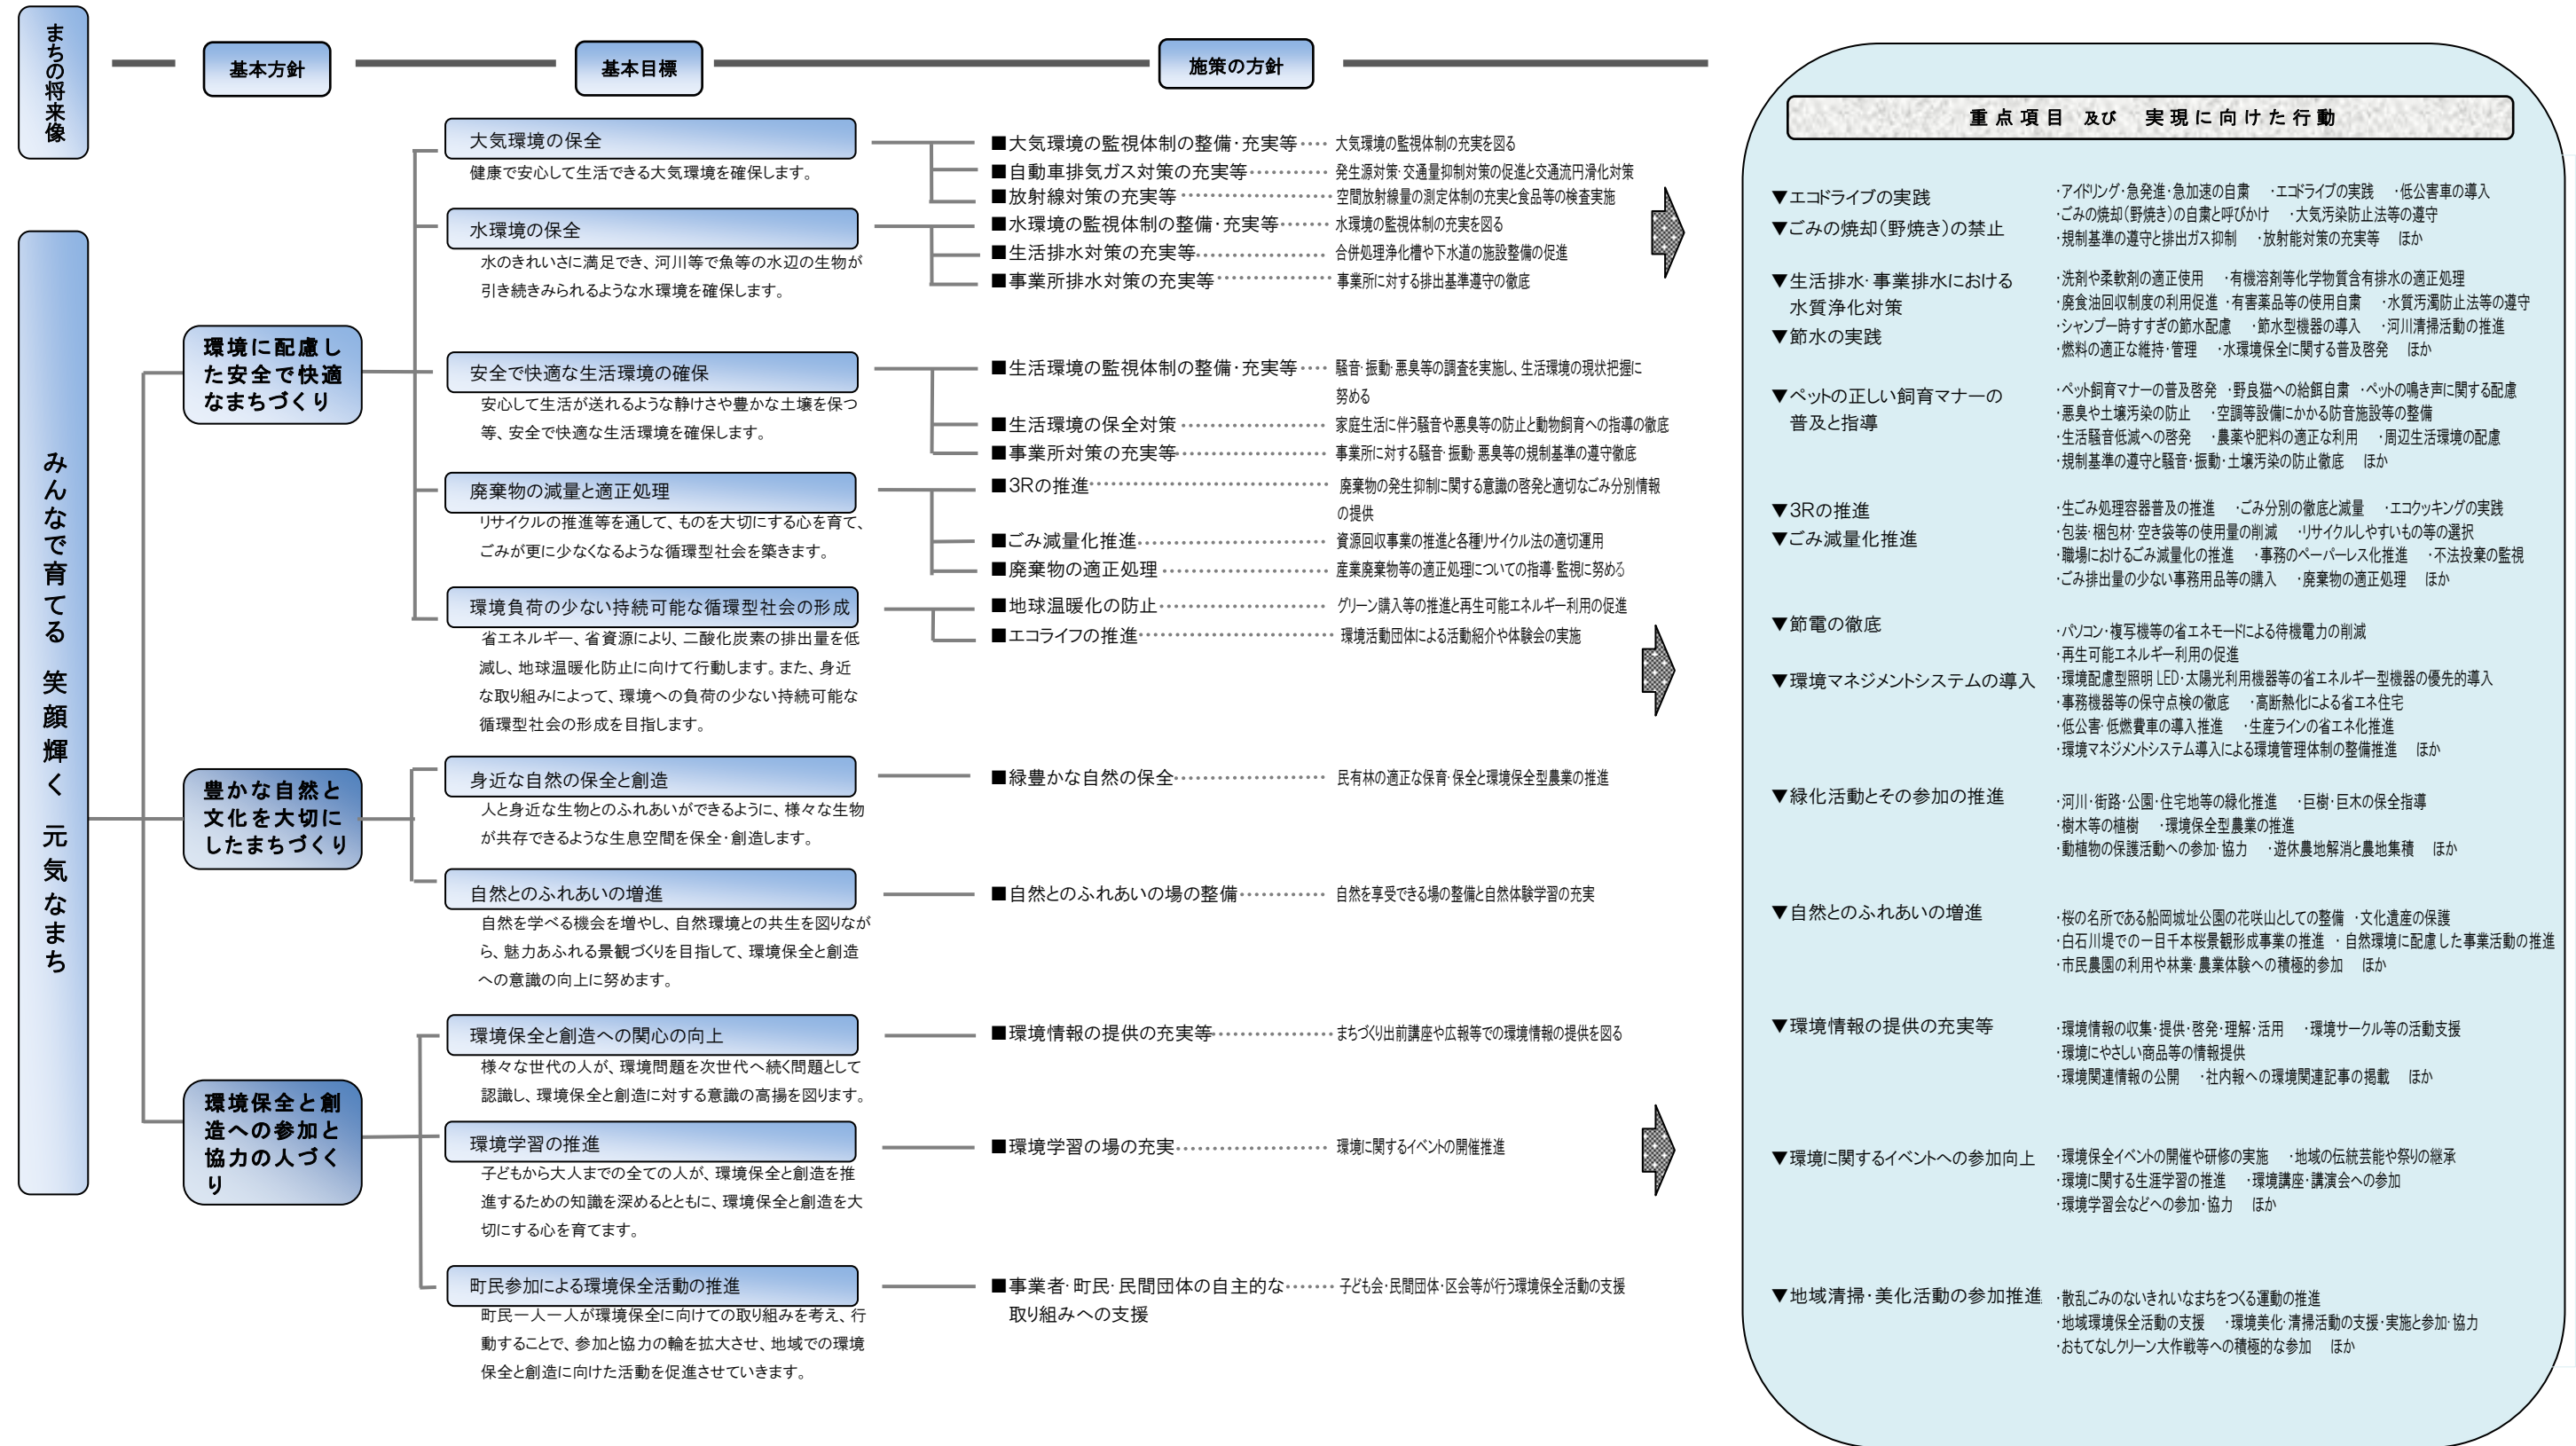 まちの将来像
基本方針
基本目標
施策の方針
みんなで育てる 笑顔輝く 元気なまち
環境に配慮し
た安全で快適
なまちづくり
大気環境の保全
健康で安心して生活できる大気環境を確保します。
■大気環境の監視体制の整備・充実等‥‥ 大気環境の監視体制の充実を図る
■自動車排気ガス対策の充実等………… 発生源対策・交通量抑制対策の促進と交通流円滑化対策
■放射線対策の充実等 ………………… 空間放射線量の測定体制の充実と食品等の検査実施
水環境の保全
水のきれいさに満足でき、河川等で魚等の水辺の生物が
引き続きみられるような水環境を確保します。
■水環境の監視体制の整備・充実等…… 水環境の監視体制の充実を図る
■生活排水対策の充実等……………… 合併処理浄化槽や下水道の施設整備の促進
■事業所排水対策の充実等…………… 事業所に対する排出基準遵守の徹底
安全で快適な生活環境の確保
安心して生活が送れるような静けさや豊かな土壌を保つ
等、安全で快適な生活環境を確保します。
■生活環境の監視体制の整備・充実等‥‥ 騒音・振動・悪臭等の調査を実施し、生活環境の現状把握に
努める
■生活環境の保全対策 ………………… 家庭生活に伴う騒音や悪臭等の防止と動物飼育への指導の徹底
■事業所対策の充実等………………… 事業所に対する騒音・振動・悪臭等の規制基準の遵守徹底
廃棄物の減量と適正処理
リサイクルの推進等を通して、ものを大切にする心を育て、
ごみが更に少なくなるような循環型社会を築きます。
■3Rの推進…………………………… 廃棄物の発生抑制に関する意識の啓発と適切なごみ分別情報
の提供
■ごみ減量化推進……………………… 資源回収事業の推進と各種リサイクル法の適切運用
■廃棄物の適正処理 …………………… 産業廃棄物等の適正処理についての指導・監視に努める
環境負荷の少ない持続可能な循環型社会の形成
省エネルギー、省資源により、二酸化炭素の排出量を低
減し、地球温暖化防止に向けて行動します。また、身近
な取り組みによって、環境への負荷の少ない持続可能な
循環型社会の形成を目指します。
■地球温暖化の防止…………………… グリーン購入等の推進と再生可能エネルギー利用の促進
■エコライフの推進……………………… 環境活動団体による活動紹介や体験会の実施
豊かな自然と
文化を大切に
したまちづくり
身近な自然の保全と創造
人と身近な生物とのふれあいができるように、様々な生物
が共存できるような生息空間を保全・創造します。
■緑豊かな自然の保全………………… 民有林の適正な保育・保全と環境保全型農業の推進
自然とのふれあいの増進
自然を学べる機会を増やし、自然環境との共生を図りなが
ら、魅力あふれる景観づくりを目指して、環境保全と創造
への意識の向上に努めます。
■自然とのふれあいの場の整備………… 自然を享受できる場の整備と自然体験学習の充実
環境保全と創
造への参加と
協力の人づく
り
環境保全と創造への関心の向上
様々な世代の人が、環境問題を次世代へ続く問題として
認識し、環境保全と創造に対する意識の高揚を図ります。
■環境情報の提供の充実等…………… まちづくり出前講座や広報等での環境情報の提供を図る
環境学習の推進
子どもから大人までの全ての人が、環境保全と創造を推
進するための知識を深めるとともに、環境保全と創造を大
切にする心を育てます。
■環境学習の場の充実………………… 環境に関するイベントの開催推進
町民参加による環境保全活動の推進
町民一人一人が環境保全に向けての取り組みを考え、行
動することで、参加と協力の輪を拡大させ、地域での環境
保全と創造に向けた活動を促進させていきます。
■事業者・町民・民間団体の自主的な…… 子ども会・民間団体・区会等が行う環境保全活動の支援
取り組みへの支援
重点項目 及び 実現に向けた行動
▼エコドライブの実践
▼ごみの焼却(野焼き)の禁止
・アイドリング・急発進・急加速の自粛 ・エコドライブの実践 ・低公害車の導入
・ごみの焼却(野焼き)の自粛と呼びかけ ・大気汚染防止法等の遵守
・規制基準の遵守と排出ガス抑制 ・放射能対策の充実等 ほか
▼生活排水・事業排水における
水質浄化対策
▼節水の実践
・洗剤や柔軟剤の適正使用 ・有機溶剤等化学物質含有排水の適正処理
・廃食油回収制度の利用促進 ・有害薬品等の使用自粛 ・水質汚濁防止法等の遵守
・シャンプー時すすぎの節水配慮 ・節水型機器の導入 ・河川清掃活動の推進
・燃料の適正な維持・管理 ・水環境保全に関する普及啓発 ほか
▼ペットの正しい飼育マナーの
普及と指導
・ペット飼育マナーの普及啓発 ・野良猫への給餌自粛 ・ペットの鳴き声に関する配慮
・悪臭や土壌汚染の防止 ・空調等設備にかかる防音施設等の整備
・生活騒音低減への啓発 ・農薬や肥料の適正な利用 ・周辺生活環境の配慮
・規制基準の遵守と騒音・振動・土壌汚染の防止徹底 ほか
▼3Rの推進
▼ごみ減量化推進
・生ごみ処理容器普及の推進 ・ごみ分別の徹底と減量 ・エコクッキングの実践
・包装・梱包材・空き袋等の使用量の削減 ・リサイクルしやすいもの等の選択
・職場におけるごみ減量化の推進 ・事務のペーパーレス化推進 ・不法投棄の監視
・ごみ排出量の少ない事務用品等の購入 ・廃棄物の適正処理 ほか
▼節電の徹底
▼環境マネジメントシステムの導入
・パソコン・複写機等の省エネモードによる待機電力の削減
・再生可能エネルギー利用の促進
・環境配慮型照明 LED・太陽光利用機器等の省エネルギー型機器の優先的導入
・事務機器等の保守点検の徹底 ・高断熱化による省エネ住宅
・低公害・低燃費車の導入推進 ・生産ラインの省エネ化推進
・環境マネジメントシステム導入による環境管理体制の整備推進 ほか
▼緑化活動とその参加の推進
・河川・街路・公園・住宅地等の緑化推進 ・巨樹・巨木の保全指導
・樹木等の植樹 ・環境保全型農業の推進
・動植物の保護活動への参加・協力 ・遊休農地解消と農地集積 ほか
▼自然とのふれあいの増進
・桜の名所である船岡城址公園の花咲山としての整備 ・文化遺産の保護
・白石川堤での一目千本桜景観形成事業の推進 ・自然環境に配慮した事業活動の推進
・市民農園の利用や林業・農業体験への積極的参加 ほか
▼環境情報の提供の充実等
・環境情報の収集・提供・啓発・理解・活用 ・環境サークル等の活動支援
・環境にやさしい商品等の情報提供
・環境関連情報の公開 ・社内報への環境関連記事の掲載 ほか
▼環境に関するイベントへの参加向上
・環境保全イベントの開催や研修の実施 ・地域の伝統芸能や祭りの継承
・環境に関する生涯学習の推進 ・環境講座・講演会への参加
・環境学習会などへの参加・協力 ほか
▼地域清掃・美化活動の参加推進
・散乱ごみのないきれいなまちをつくる運動の推進
・地域環境保全活動の支援 ・環境美化・清掃活動の支援・実施と参加・協力
・おもてなしクリーン大作戦等への積極的な参加 ほか